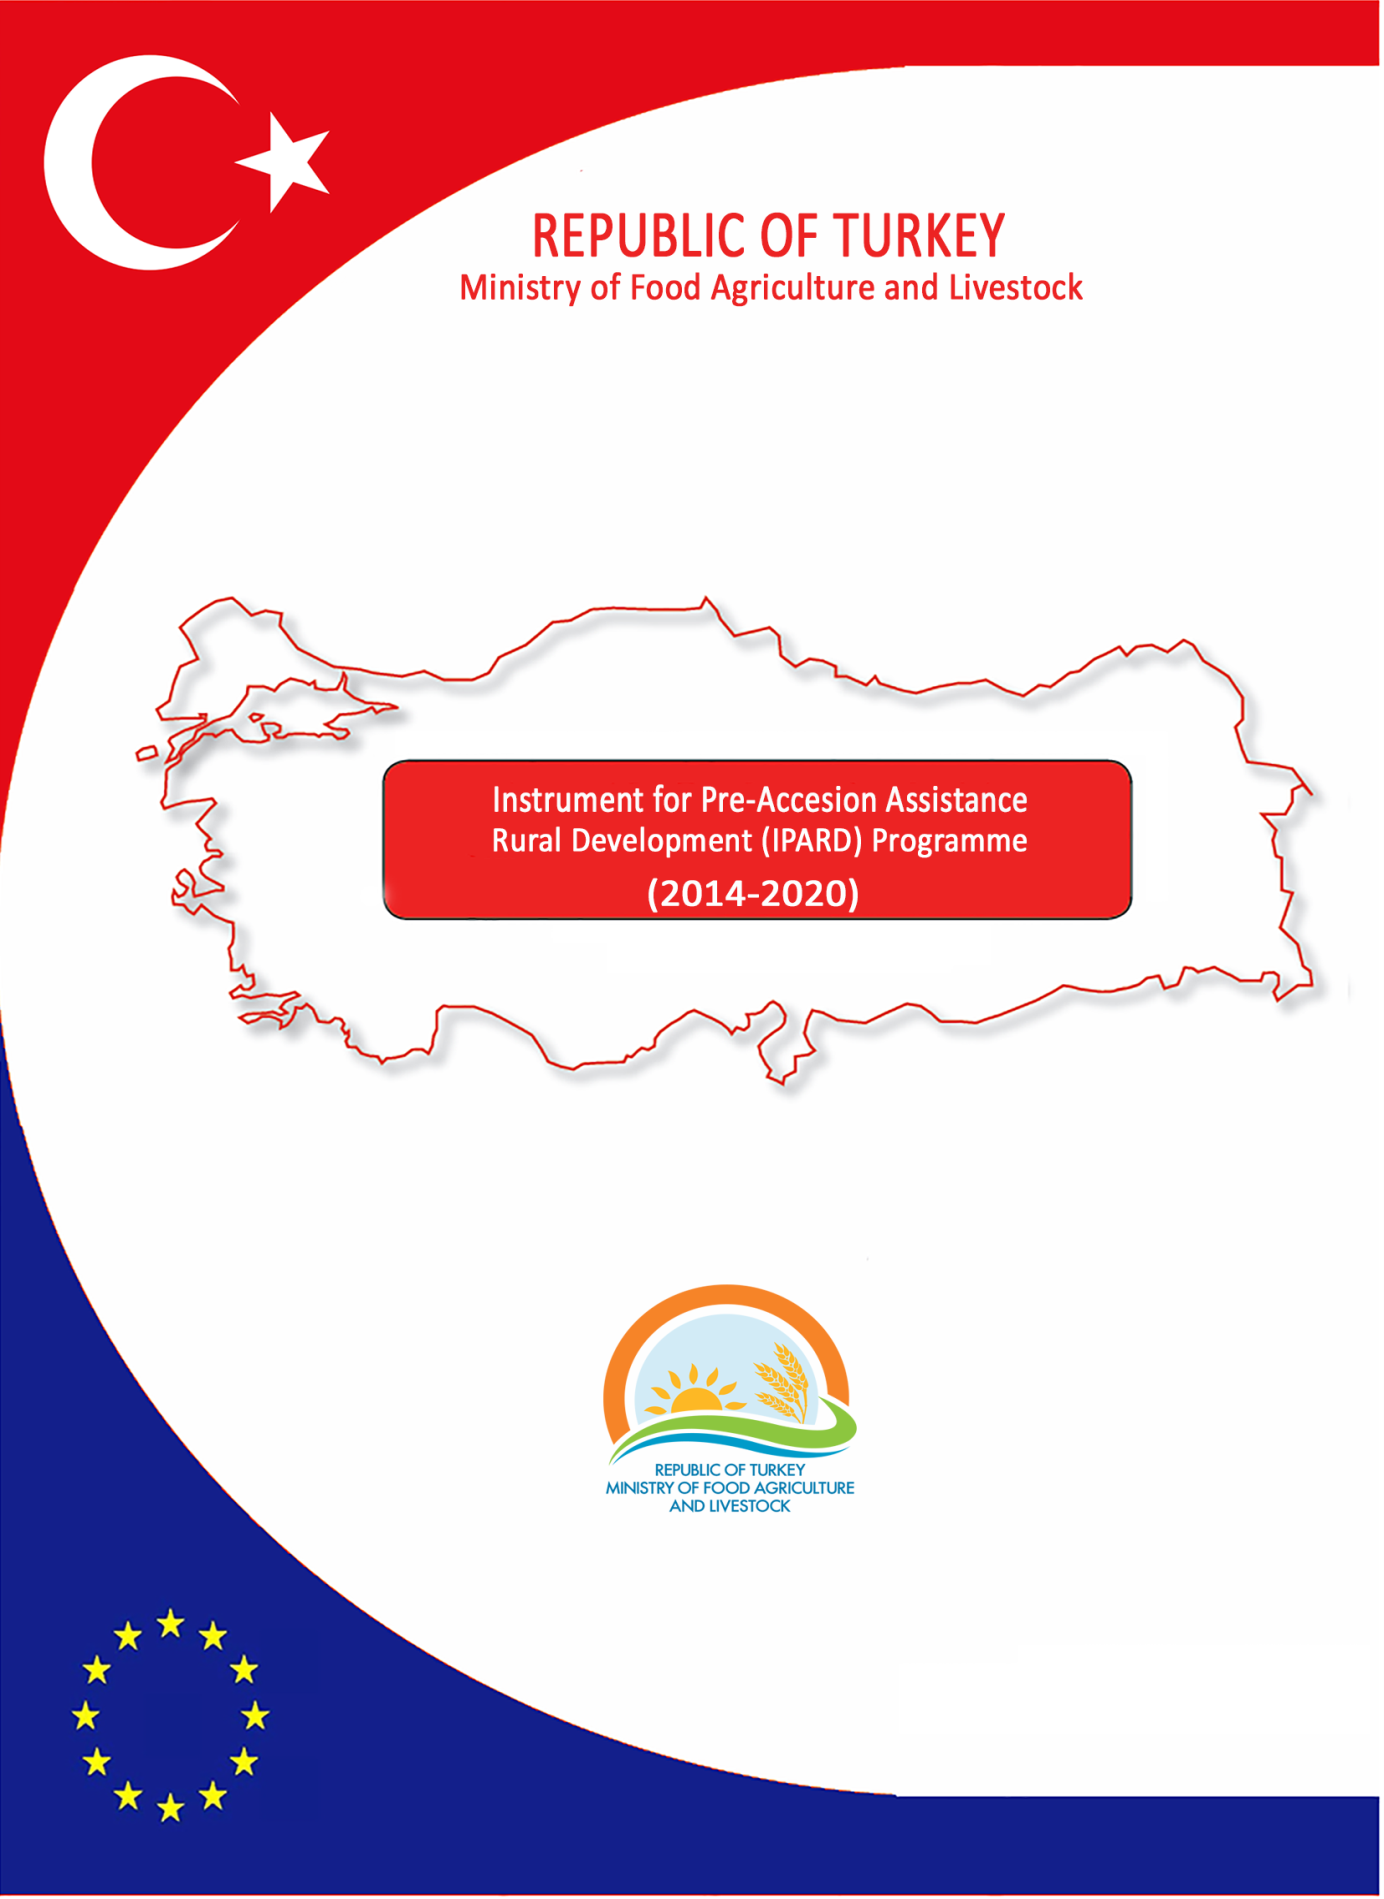 REPUBLIC OF TURKEY
Ministry of Food Agriculture and Livestock
Instrument for Pre-Accesion Assistance
Rural Development (IPARD) Programme
(2014-2020)
REPUBLIC OF TURKEY
MINISTRY OF FOOD AGRICULTURE
AND LIVESTOCK